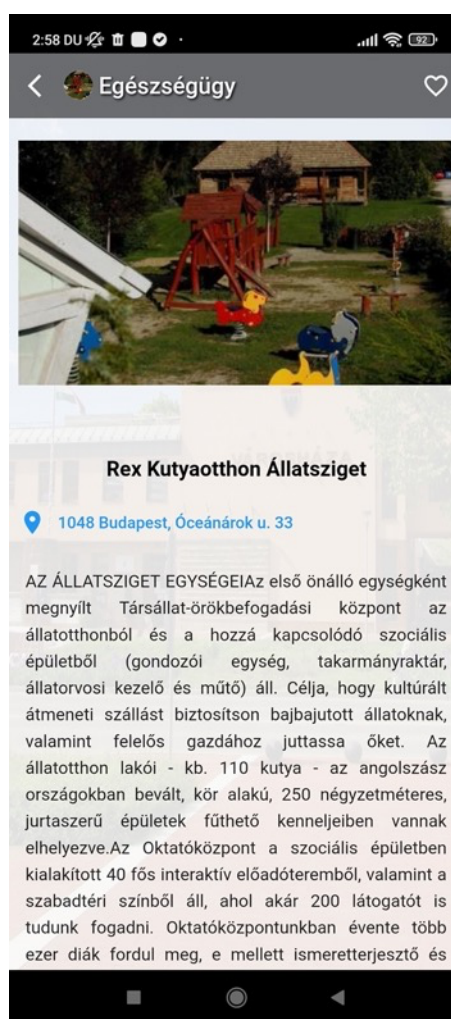 2:58 DU
92
Egészségügy
Rex Kutyaotthon Állatsziget
1048 Budapest, Óceánárok u. 33
AZ ÁLLATSZIGET EGYSÉGEIAz első önálló egységként
megnyílt Társállat-örökbefogadási központ az
állatotthonból és a hozzá kapcsolódó szociális
épületből (gondozói egység, takarmányraktár,
állatorvosi kezelő és műtő) áll. Célja, hogy kultúrált
átmeneti szállást biztosítson bajbajutott állatoknak,
valamint felelős gazdához juttassa őket. Az
állatotthon lakói - kb. 110 kutya - az angolszász
országokban bevált, kör alakú, 250 négyzetméteres,
jurtaszerű épületek fűthető kenneljeiben vannak
elhelyezve.Az Oktatóközpont a szociális épületben
kialakított 40 fős interaktív előadóteremből, valamint a
szabadtéri színből áll, ahol akár 200 látogatót is
tudunk fogadni. Oktatóközpontunkban évente több
ezer diák fordul meg, e mellett ismeretterjesztő és